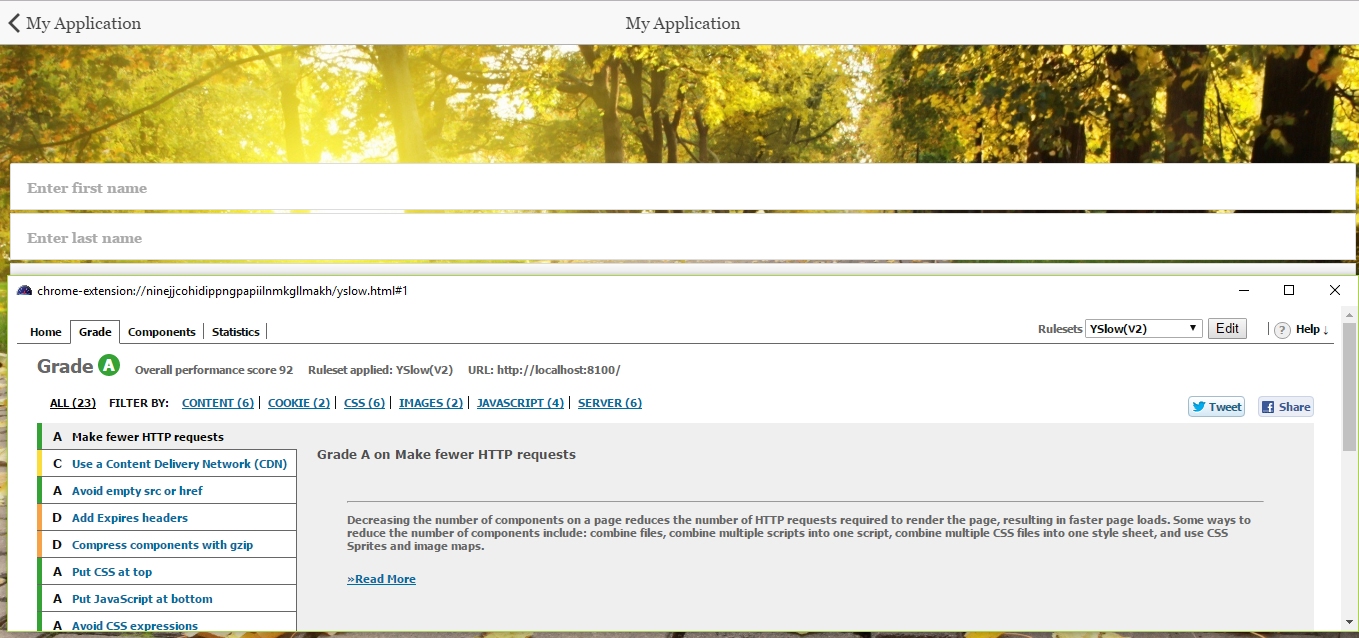 My Application
My Application
Enter first name
Enter last name
chrome-extension://ninejjcohidippngpapiilnmkgllmakh/yslow.html#1
Home Grade Components Statistics
Rulesets YSlow(V2) Edit ? Help ↓
Grade A Overall performance score 92 Ruleset applied: YSlow(V2) URL: http://localhost:8100/
ALL (23) FILTER BY: CONTENT (6) COOKIE (2) CSS (6) IMAGES (2) JAVASCRIPT (4) SERVER (6)
Tweet Share
A Make fewer HTTP requests
C Use a Content Delivery Network (CDN)
A Avoid empty src or href
D Add Expires headers
D Compress components with gzip
A Put CSS at top
A Put JavaScript at bottom
A Avoid CSS expressions
Grade A on Make fewer HTTP requests
Decreasing the number of components on a page reduces the number of HTTP requests required to render the page, resulting in faster page loads. Some ways to
reduce the number of components include: combine files, combine multiple scripts into one script, combine multiple CSS files into one style sheet, and use CSS
Sprites and image maps.
»Read More